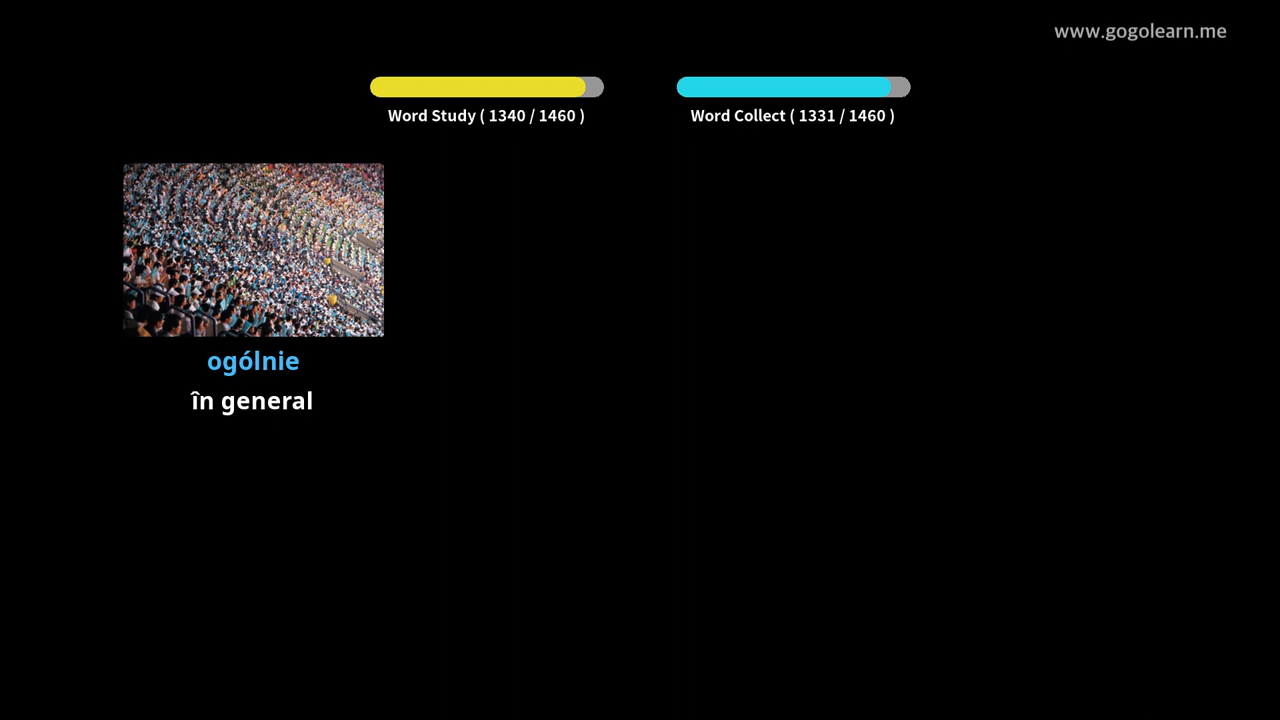 www.gogolearn.me
Word Study ( 1340 / 1460 )
Word Collect ( 1331 / 1460 )
ogólnie
în general